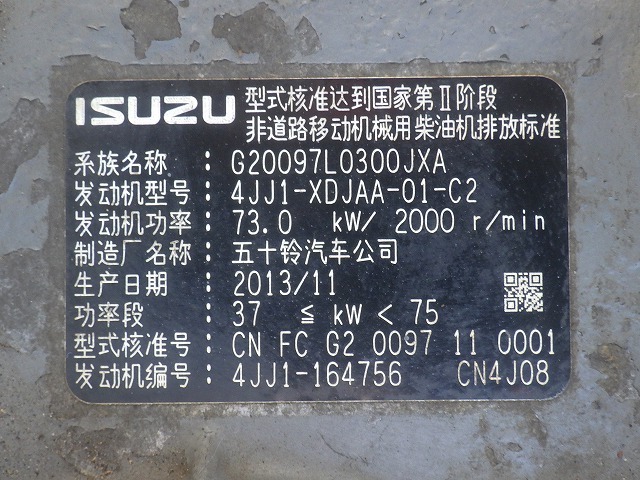 ISUZU 型式核准达到国家第Ⅱ阶段
非道路移动机械用柴油机排放标准
系族名称：G20097L0300JXA
发动机型号：4JJ1-XDJAA-01-C2
发动机功率：73.0 kW/ 2000 r/min
制造厂名称：五十铃汽车公司
生产日期：2013/11
功率段：37 ≦ kW < 75
型式核准号：CN FC G2 0097 11 0001
发动机编号：4JJ1-164756 CN4J08